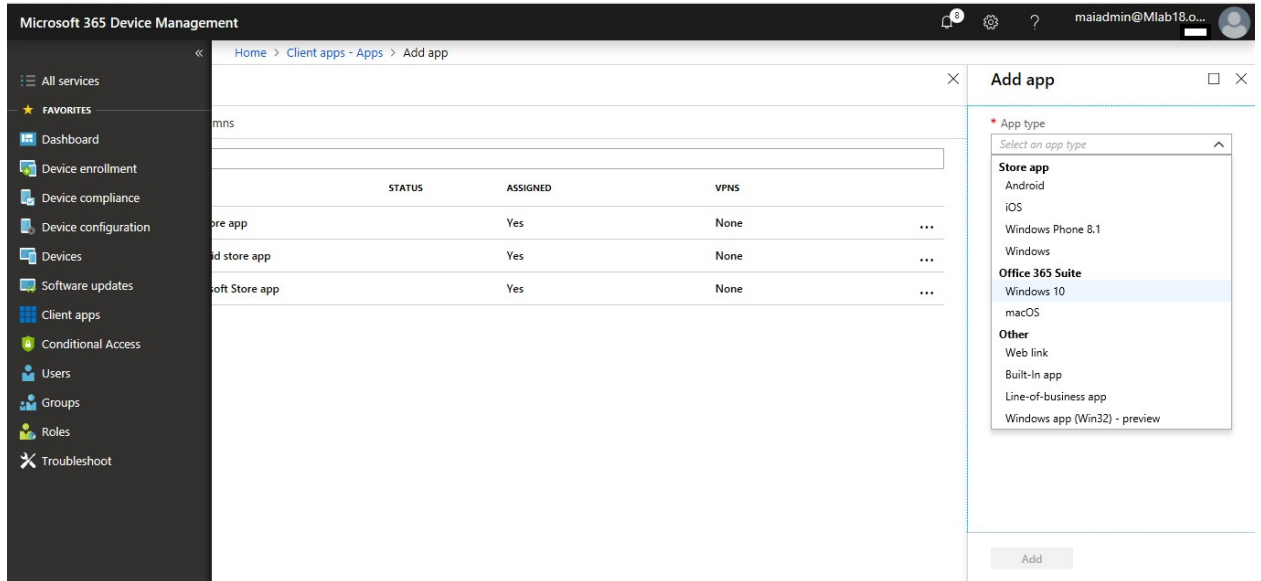 Microsoft 365 Device Management
8
?
maiadmin@Mlab18.o...
«
Home > Client apps - Apps > Add app
All services
FAVORITES
Dashboard
Device enrollment
Device compliance
Device configuration
Devices
Software updates
Client apps
Conditional Access
Users
Groups
Roles
Troubleshoot
mns
STATUS ASSIGNED VPNS
ore app Yes None ...
id store app Yes None ...
soft Store app Yes None ...
Add app
* App type
Select an app type
Store app
Android
iOS
Windows Phone 8.1
Windows
Office 365 Suite
Windows 10
macOS
Other
Web link
Built-In app
Line-of-business app
Windows app (Win32) - preview
Add